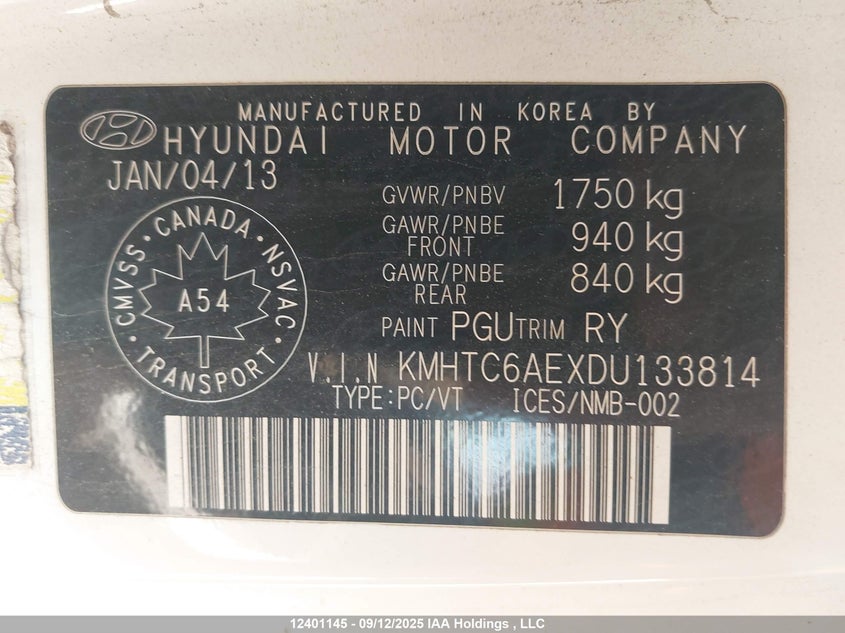 MANUFACTURED IN KOREA BY
HYUNDAI MOTOR COMPANY
JAN/04/13
GVWR/PNBV 1750 kg
GAWR/PNBE FRONT 940 kg
GAWR/PNBE REAR 840 kg
CMVSS · CANADA · NSVAC · TRANSPORT ·
A54
PAINT PGU TRIM RY
V.I.N KMHTC6AEXDU133814
TYPE:PC/VT ICES/NMB-002
12401145 - 09/12/2025 IAA Holdings , LLC